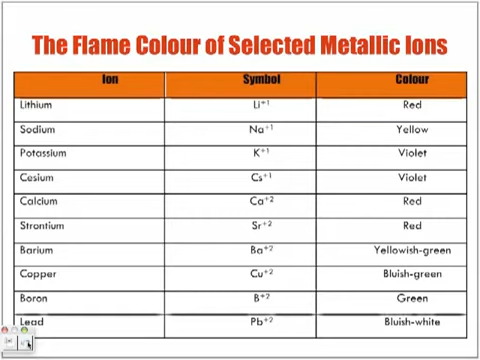 The Flame Colour of Selected Metallic Ions
Ion Symbol Colour
Lithium Li+1 Red
Sodium Na+1 Yellow
Potassium K+1 Violet
Cesium Cs+1 Violet
Calcium Ca+2 Red
Strontium Sr+2 Red
Barium Ba+2 Yellowish-green
Copper Cu+2 Bluish-green
Boron B+2 Green
Lead Pb+2 Bluish-white